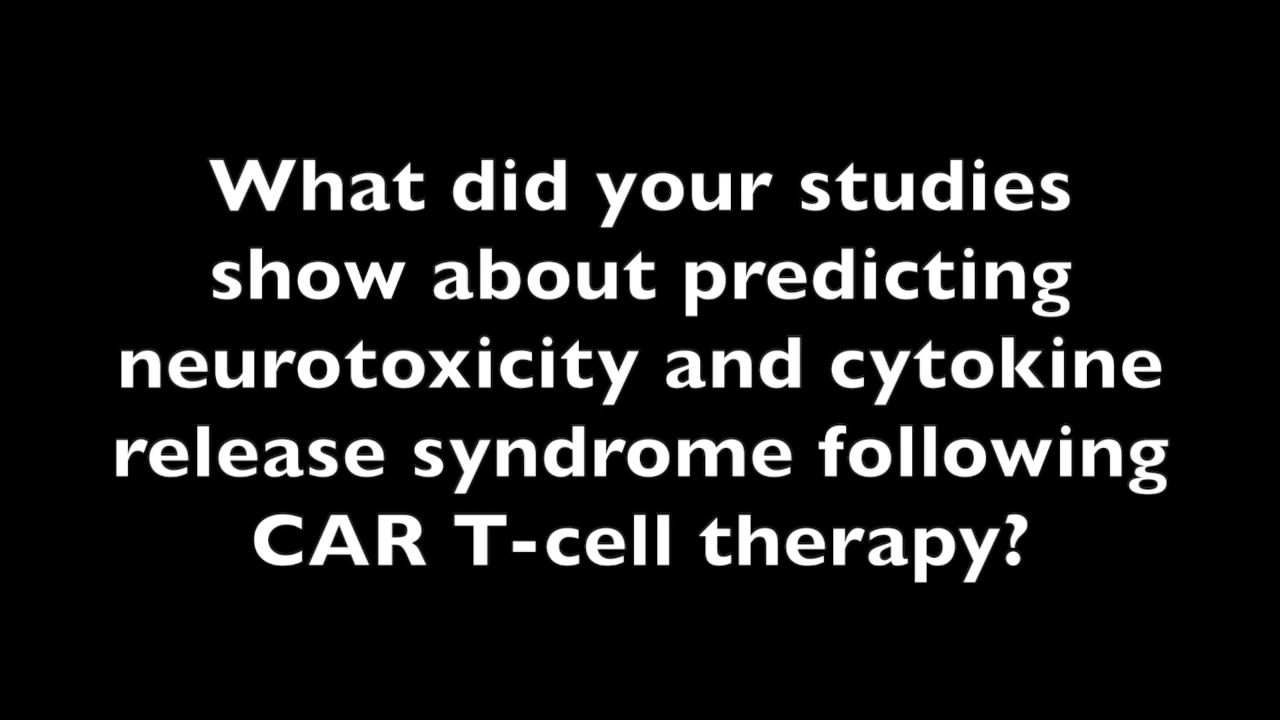 What did your studies
show about predicting
neurotoxicity and cytokine
release syndrome following
CAR T-cell therapy?